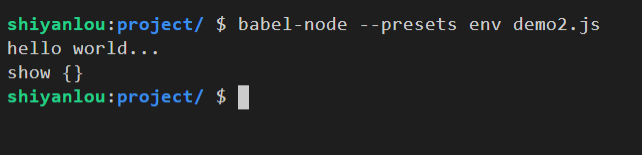 shiyanlou:project/ $ babel-node --presets env demo2.js
hello world...
show {}
shiyanlou:project/ $